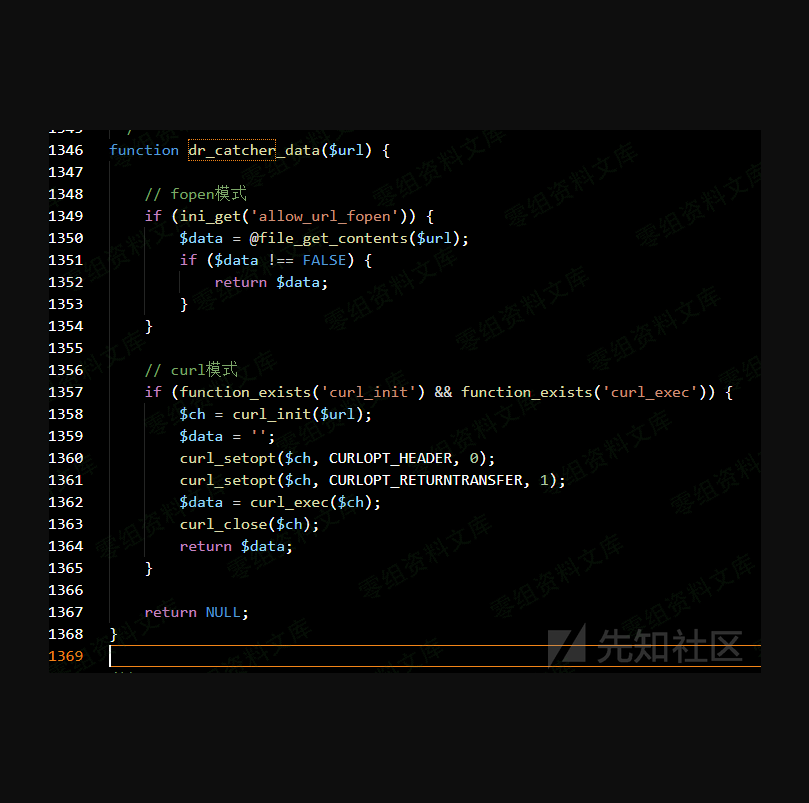 1346 function dr_catcher_data($url) {
1347
1348 // fopen模式
1349 if (ini_get('allow_url_fopen')) {
1350 $data = @file_get_contents($url);
1351 if ($data !== FALSE) {
1352 return $data;
1353 }
1354 }
1355
1356 // curl模式
1357 if (function_exists('curl_init') && function_exists('curl_exec')) {
1358 $ch = curl_init($url);
1359 $data = '';
1360 curl_setopt($ch, CURLOPT_HEADER, 0);
1361 curl_setopt($ch, CURLOPT_RETURNTRANSFER, 1);
1362 $data = curl_exec($ch);
1363 curl_close($ch);
1364 return $data;
1365 }
1366
1367 return NULL;
1368 }
1369
先知社区
零组资料文库